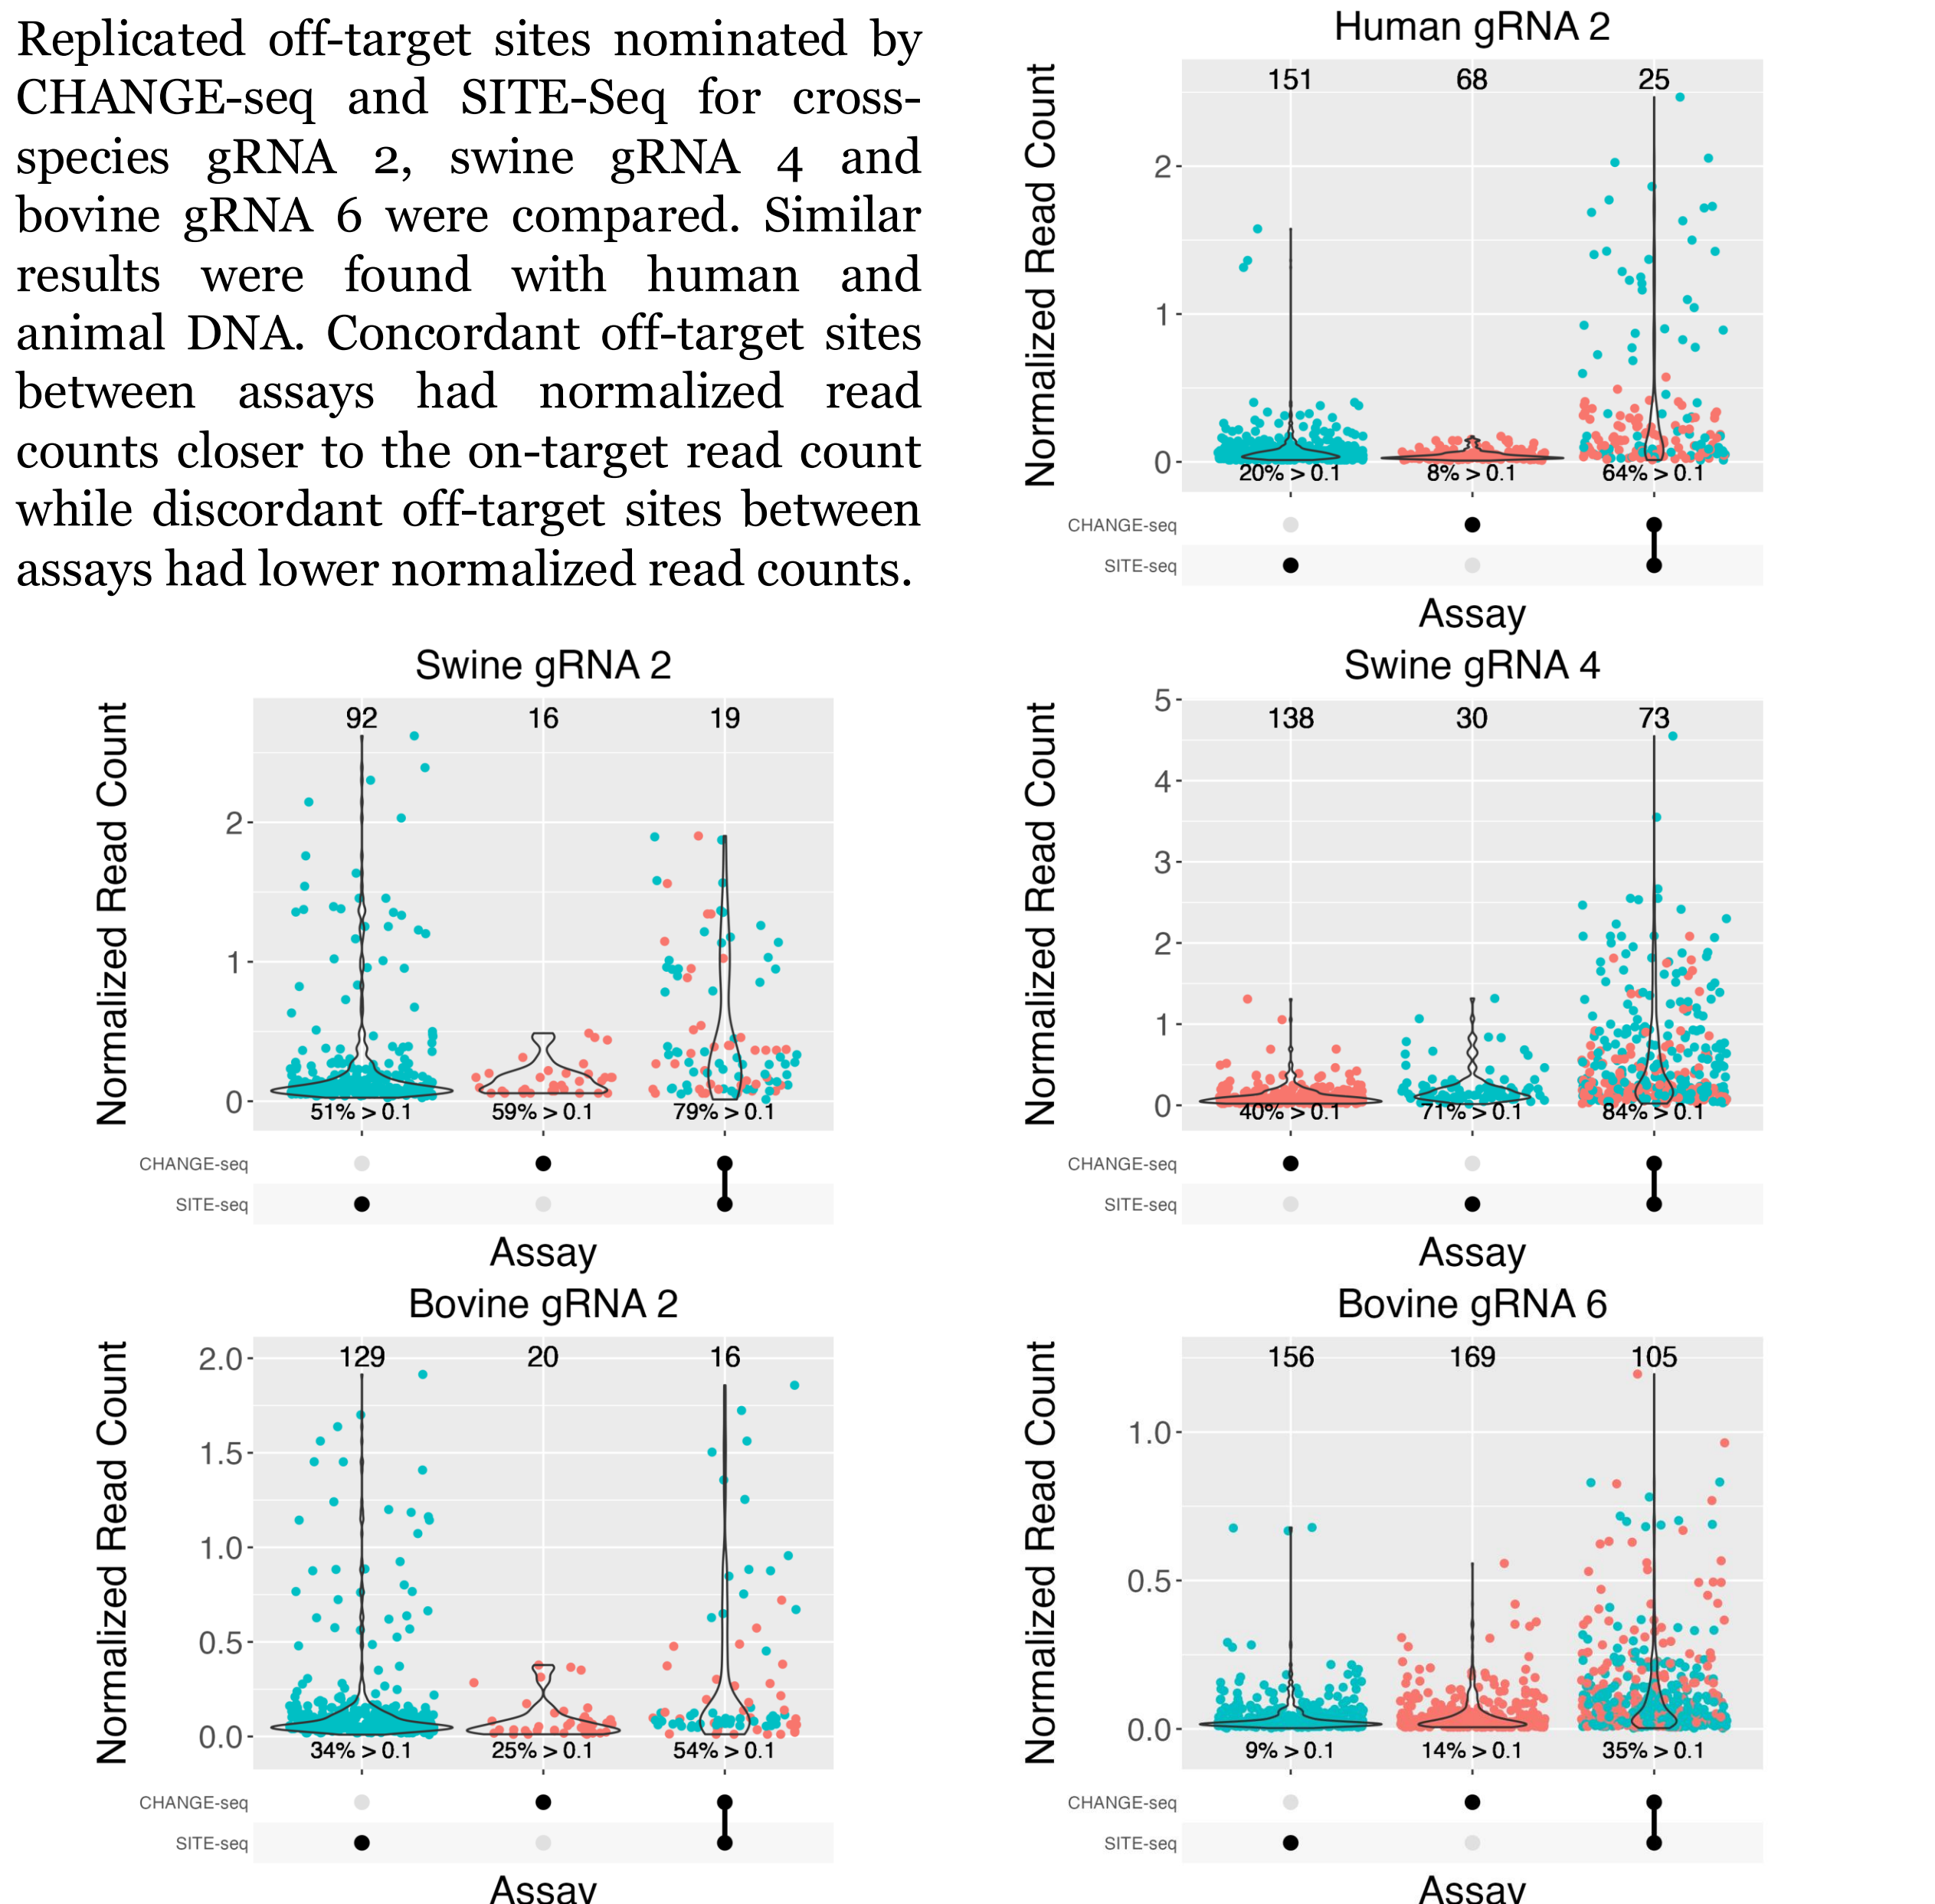 Replicated off-target sites nominated by
CHANGE-seq and SITE-Seq for cross-
species gRNA 2, swine gRNA 4 and
bovine gRNA 6 were compared. Similar
results were found with human and
animal DNA. Concordant off-target sites
between assays had normalized read
counts closer to the on-target read count
while discordant off-target sites between
assays had lower normalized read counts.
Human gRNA 2
Normalized Read Count
151 68 25
2
1
0
20% > 0.1 8% > 0.1 64% > 0.1
CHANGE-seq
SITE-seq
Assay
Swine gRNA 2
Normalized Read Count
92 16 19
2
1
0
51% > 0.1 59% > 0.1 79% > 0.1
CHANGE-seq
SITE-seq
Assay
Swine gRNA 4
Normalized Read Count
5
138 30 73
4
3
2
1
0
40% > 0.1 71% > 0.1 84% > 0.1
CHANGE-seq
SITE-seq
Assay
Bovine gRNA 2
Normalized Read Count
2.0
129 20 16
1.5
1.0
0.5
0.0
34% > 0.1 25% > 0.1 54% > 0.1
CHANGE-seq
SITE-seq
Assay
Bovine gRNA 6
Normalized Read Count
156 169 105
1.0
0.5
0.0
9% > 0.1 14% > 0.1 35% > 0.1
CHANGE-seq
SITE-seq
Assay